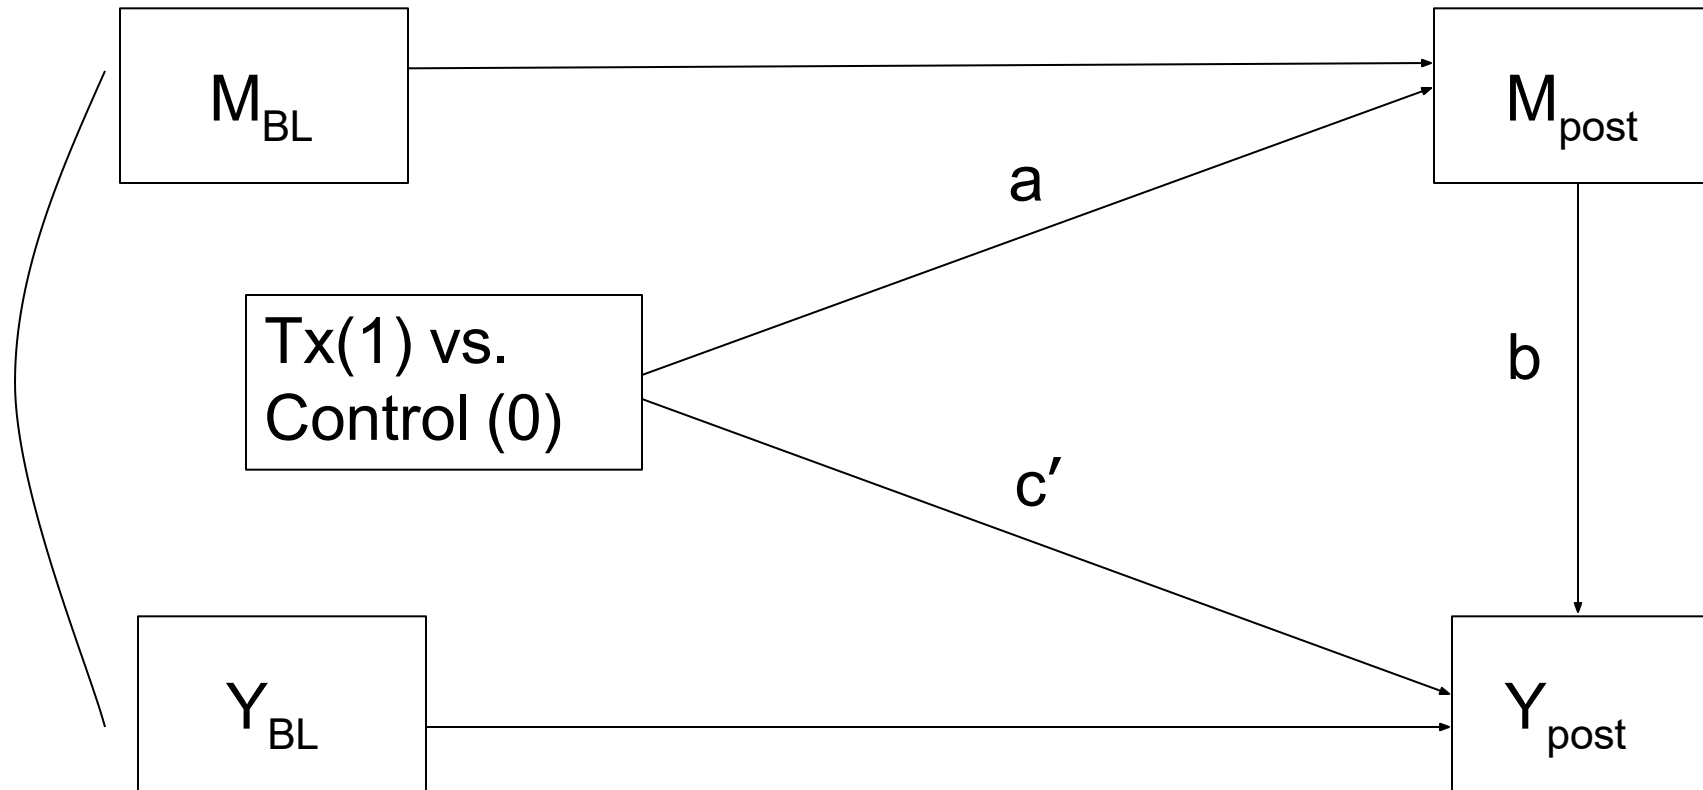 M_BL
M_post
a
Tx(1) vs.
Control (0)
b
c′
Y_BL
Y_post